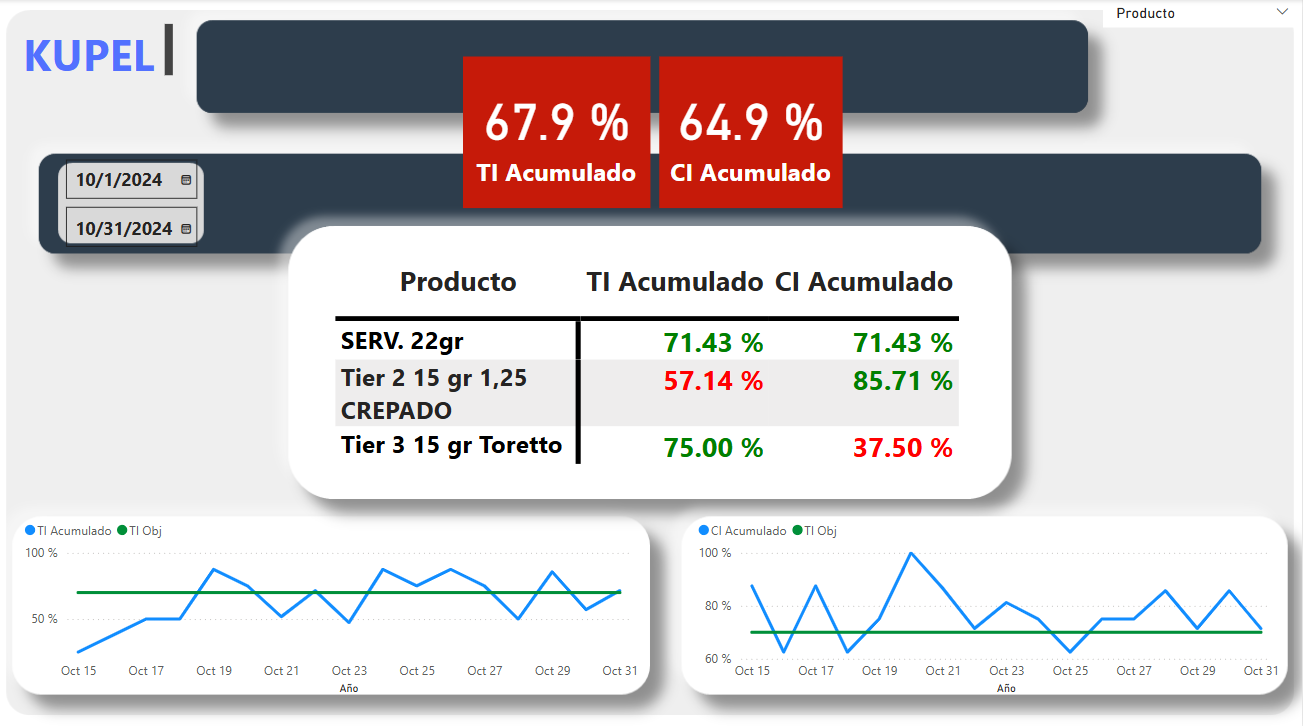 Producto
KUPEL
67.9 %
TI Acumulado
64.9 %
CI Acumulado
10/1/2024
10/31/2024
Producto TI Acumulado CI Acumulado
SERV. 22gr 71.43 % 71.43 %
Tier 2 15 gr 1,25 57.14 % 85.71 %
CREPADO
Tier 3 15 gr Toretto 75.00 % 37.50 %
TI Acumulado TI Obj
100 %
50 %
Oct 15 Oct 17 Oct 19 Oct 21 Oct 23 Oct 25 Oct 27 Oct 29 Oct 31
Año
CI Acumulado TI Obj
100 %
80 %
60 %
Oct 15 Oct 17 Oct 19 Oct 21 Oct 23 Oct 25 Oct 27 Oct 29 Oct 31
Año